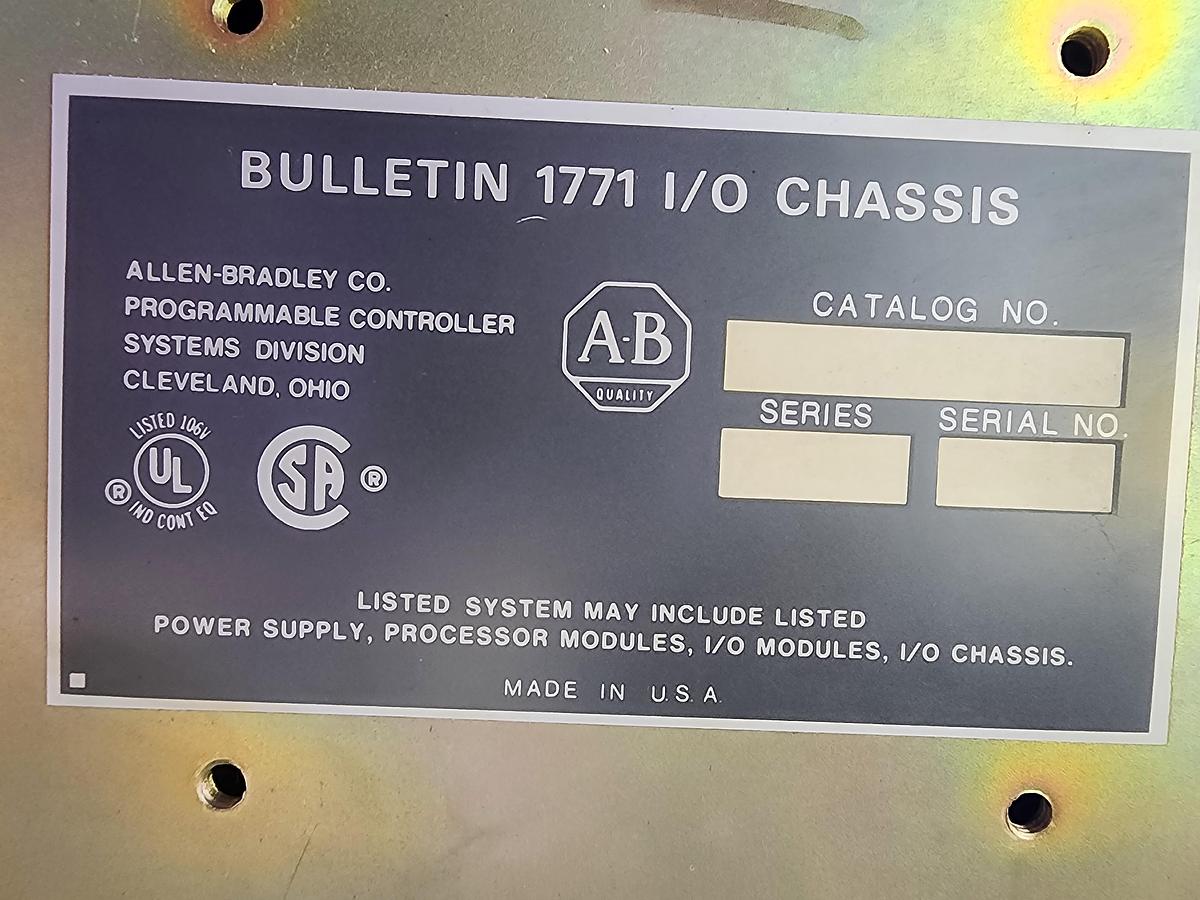 BULLETIN 1771 I/O CHASSIS
ALLEN-BRADLEY CO.
PROGRAMMABLE CONTROLLER
SYSTEMS DIVISION
CLEVELAND, OHIO
A-B
QUALITY
CATALOG NO.
SERIES SERIAL NO.
LISTED 106V
UL
®
IND CONT EQ
CSA ®
LISTED SYSTEM MAY INCLUDE LISTED
POWER SUPPLY, PROCESSOR MODULES, I/O MODULES, I/O CHASSIS.
MADE IN U.S.A.